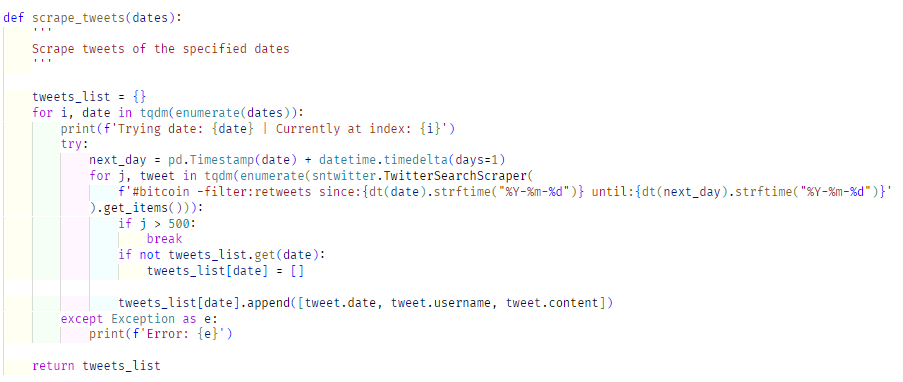 def scrape_tweets(dates):
    '''
    Scrape tweets of the specified dates
    '''

    tweets_list = {}
    for i, date in tqdm(enumerate(dates)):
        print(f'Trying date: {date} | Currently at index: {i}')
        try:
            next_day = pd.Timestamp(date) + datetime.timedelta(days=1)
            for j, tweet in tqdm(enumerate(sntwitter.TwitterSearchScraper(
                f'#bitcoin -filter:retweets since:{dt(date).strftime("%Y-%m-%d")} until:{dt(next_day).strftime("%Y-%m-%d")}'
            ).get_items())):
                if j > 500:
                    break
                if not tweets_list.get(date):
                    tweets_list[date] = []

                tweets_list[date].append([tweet.date, tweet.username, tweet.content])
        except Exception as e:
            print(f'Error: {e}')

    return tweets_list